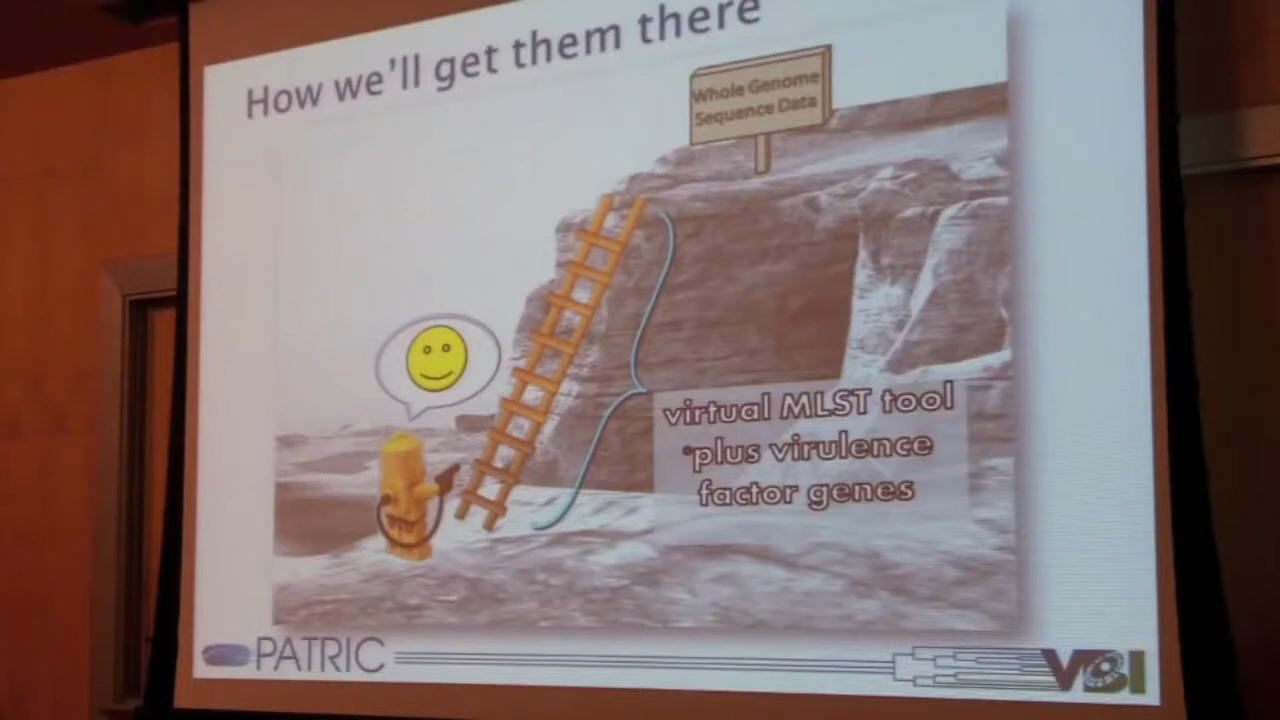 How we'll get them there
Whole Genome
Sequence Data
virtual MLST tool
*plus virulence
factor genes
PATRIC
VBI